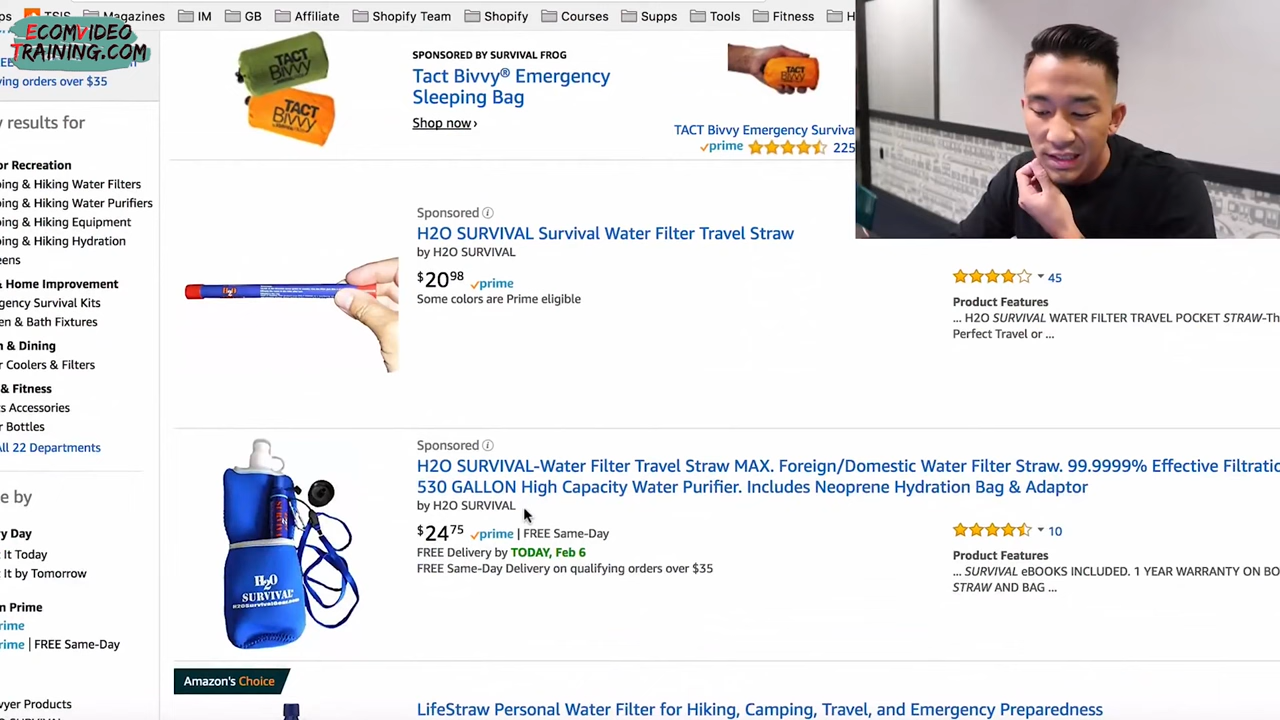 TSIS
Magazines
IM
GB
Affiliate
Shopify Team
Shopify
Courses
Supps
Tools
Fitness
H
ECOMVIDEO
TRAINING.COM
ving orders over $35
y results for
or Recreation
ping & Hiking Water Filters
ping & Hiking Water Purifiers
ping & Hiking Equipment
ping & Hiking Hydration
eens
& Home Improvement
gency Survival Kits
en & Bath Fixtures
n & Dining
r Coolers & Filters
& Fitness
ts Accessories
r Bottles
All 22 Departments
e by
y Day
t It Today
t It by Tomorrow
n Prime
ime
ime | FREE Same-Day
wyer Products
TACT
BIVVY
TACT
BIVVY
SPONSORED BY SURVIVAL FROG
Tact Bivvy® Emergency
Sleeping Bag
Shop now ›
TACT
BIVVY
TACT Bivvy Emergency Surviva
prime 225
Sponsored
H2O SURVIVAL Survival Water Filter Travel Straw
by H2O SURVIVAL
$20 98 prime
Some colors are Prime eligible
45
Product Features
... H2O SURVIVAL WATER FILTER TRAVEL POCKET STRAW-Th
Perfect Travel or ...
Sponsored
H2O SURVIVAL-Water Filter Travel Straw MAX. Foreign/Domestic Water Filter Straw. 99.9999% Effective Filtratio
530 GALLON High Capacity Water Purifier. Includes Neoprene Hydration Bag & Adaptor
by H2O SURVIVAL
$24 75 prime | FREE Same-Day
FREE Delivery by TODAY, Feb 6
FREE Same-Day Delivery on qualifying orders over $35
10
Product Features
... SURVIVAL eBOOKS INCLUDED. 1 YEAR WARRANTY ON BO
STRAW AND BAG ...
H2O
SURVIVAL
Amazon's Choice
LifeStraw Personal Water Filter for Hiking, Camping, Travel, and Emergency Preparedness